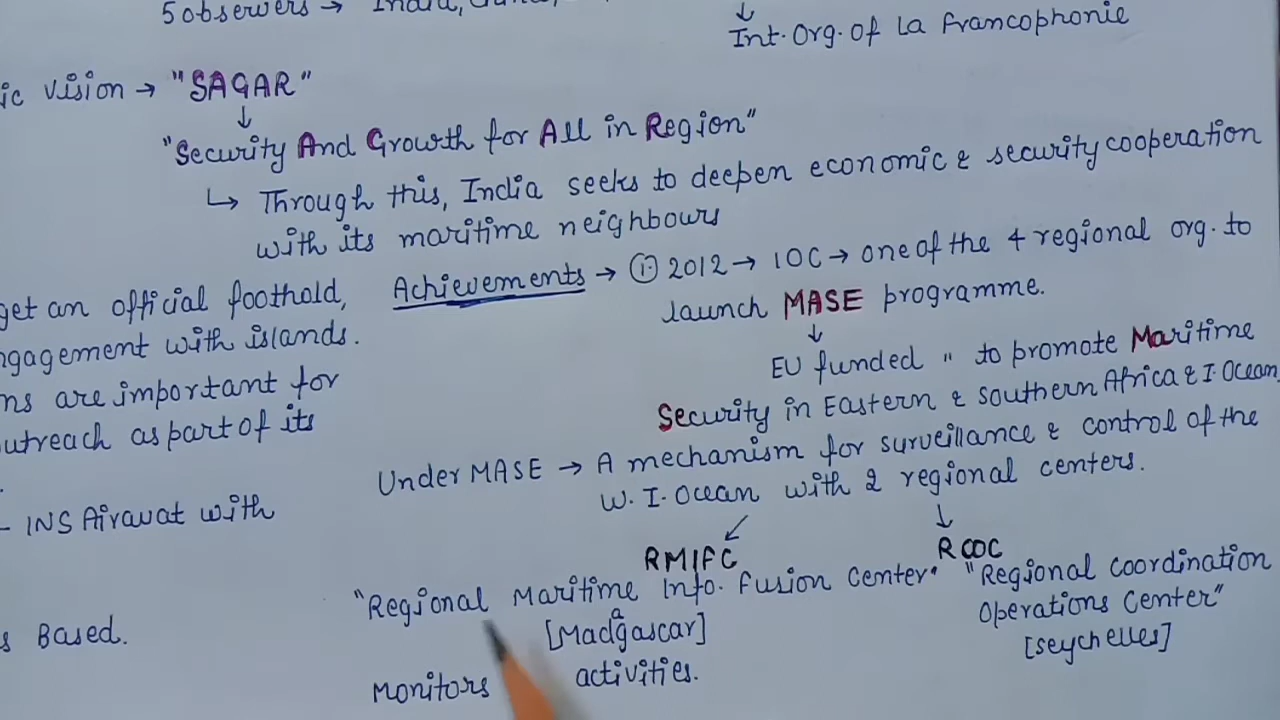 5 observers → India,
↓
Int. Org. of La Francophonie
ic vision → "SAGAR"
↓
"Security And Growth for All in Region"
↳ Through this, India seeks to deepen economic & security cooperation
with its maritime neighbours
get an official foothold,
ngagement with islands.
ns are important for
utreach as part of its
- INS Airavat with
s Based.
Achievements → ① 2012 → IOC → one of the 4 regional org. to
launch MASE programme.
↓
EU funded " to promote Maritime
Security in Eastern & Southern Africa & I Ocean
Under MASE → A mechanism for surveillance & control of the
W. I. Ocean with 2 regional centers.
↙ ↓
RMIFC RCOC
"Regional Maritime Info. Fusion Center" "Regional Coordination
Operations Center"
[Madagascar] [Seychelles]
Monitors activities.